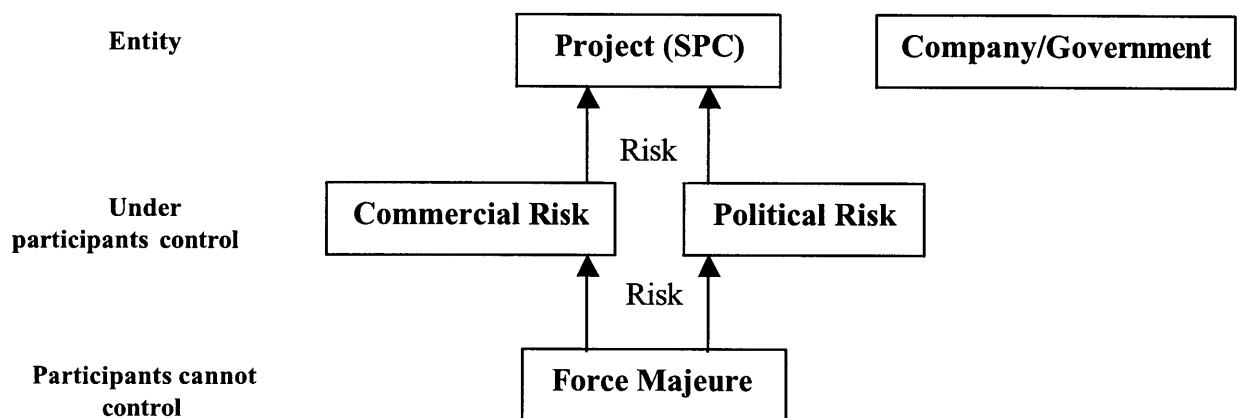 Entity
Project (SPC)
Company/Government
Risk
Under
participants control
Commercial Risk
Political Risk
Risk
Participants cannot
control
Force Majeure